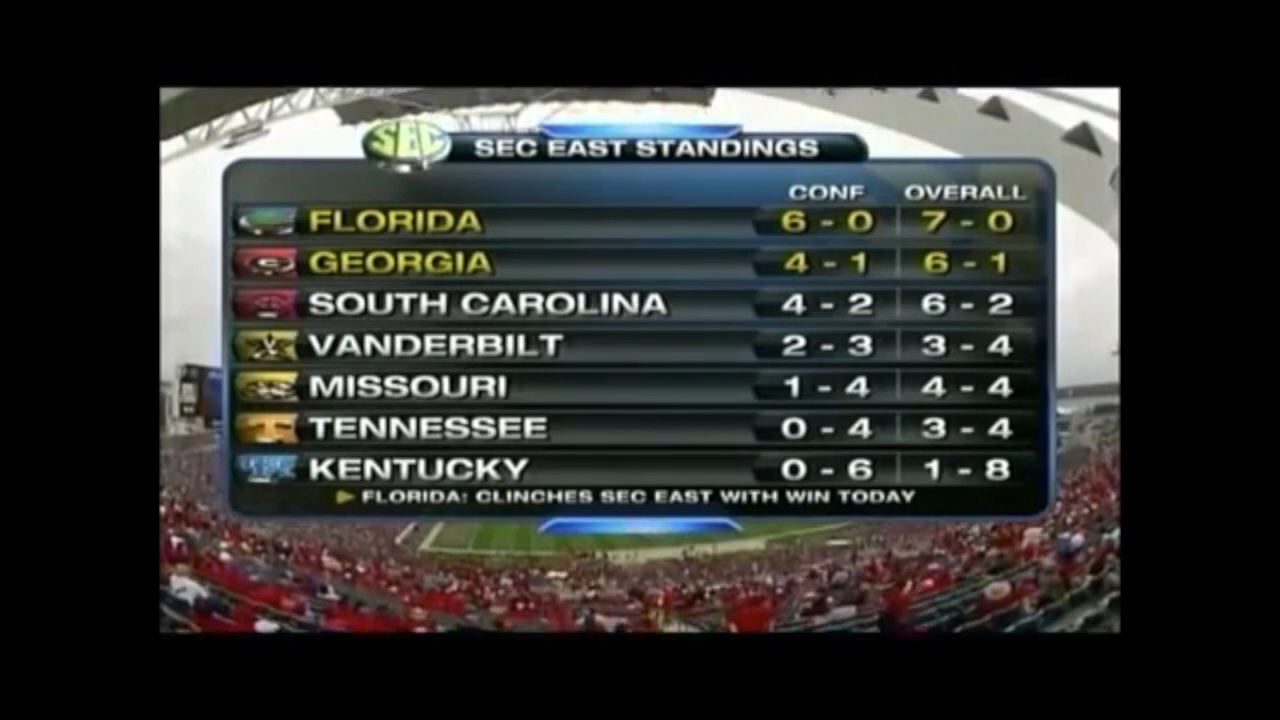 SEC SEC EAST STANDINGS
CONF OVERALL
FLORIDA 6 - 0 7 - 0
GEORGIA 4 - 1 6 - 1
SOUTH CAROLINA 4 - 2 6 - 2
VANDERBILT 2 - 3 3 - 4
MISSOURI 1 - 4 4 - 4
TENNESSEE 0 - 4 3 - 4
KENTUCKY 0 - 6 1 - 8
FLORIDA: CLINCHES SEC EAST WITH WIN TODAY